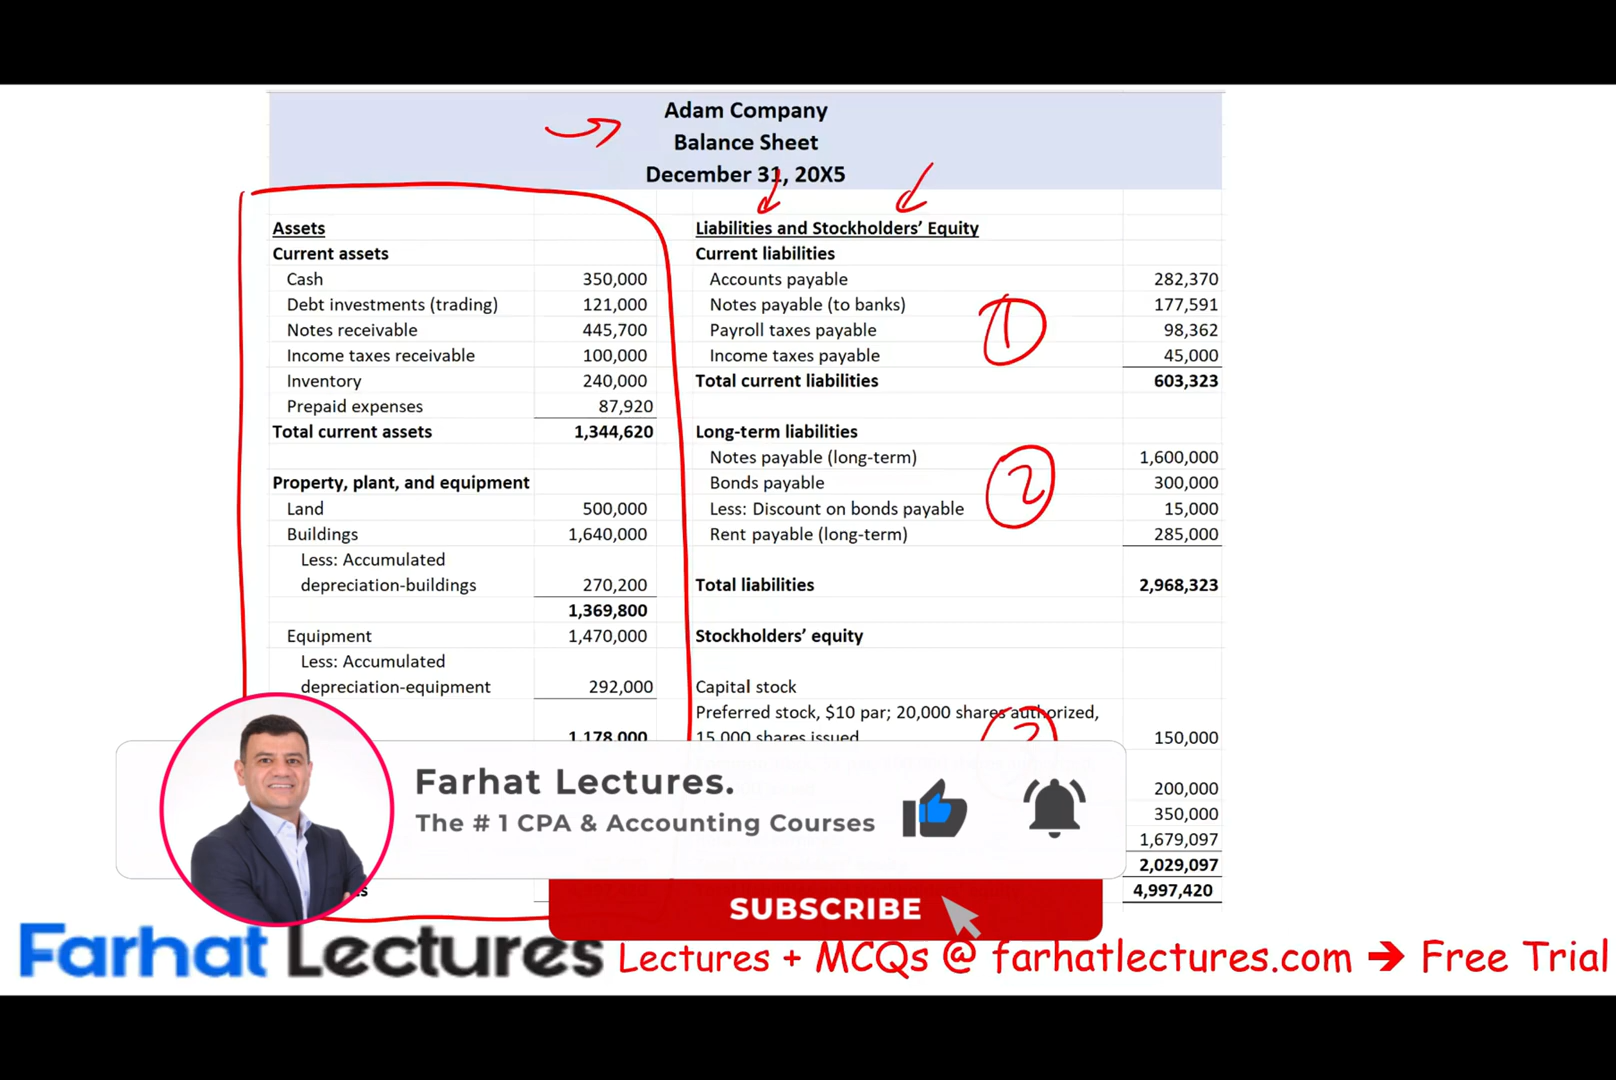 Adam Company
Balance Sheet
December 31, 20X5
Assets
Current assets
Cash 350,000
Debt investments (trading) 121,000
Notes receivable 445,700
Income taxes receivable 100,000
Inventory 240,000
Prepaid expenses 87,920
Total current assets 1,344,620
Property, plant, and equipment
Land 500,000
Buildings 1,640,000
Less: Accumulated
depreciation-buildings 270,200
1,369,800
Equipment 1,470,000
Less: Accumulated
depreciation-equipment 292,000
1,178,000
Liabilities and Stockholders’ Equity
Current liabilities
Accounts payable 282,370
Notes payable (to banks) 177,591
Payroll taxes payable 98,362
Income taxes payable 45,000
Total current liabilities 603,323
1
Long-term liabilities
Notes payable (long-term) 1,600,000
Bonds payable 300,000
Less: Discount on bonds payable 15,000
Rent payable (long-term) 285,000
2
Total liabilities 2,968,323
Stockholders’ equity
Capital stock
Preferred stock, $10 par; 20,000 shares authorized,
15,000 shares issued 150,000
200,000
350,000
1,679,097
2,029,097
4,997,420
Farhat Lectures.
The # 1 CPA & Accounting Courses
SUBSCRIBE
Farhat Lectures
Lectures + MCQs @ farhatlectures.com → Free Trial